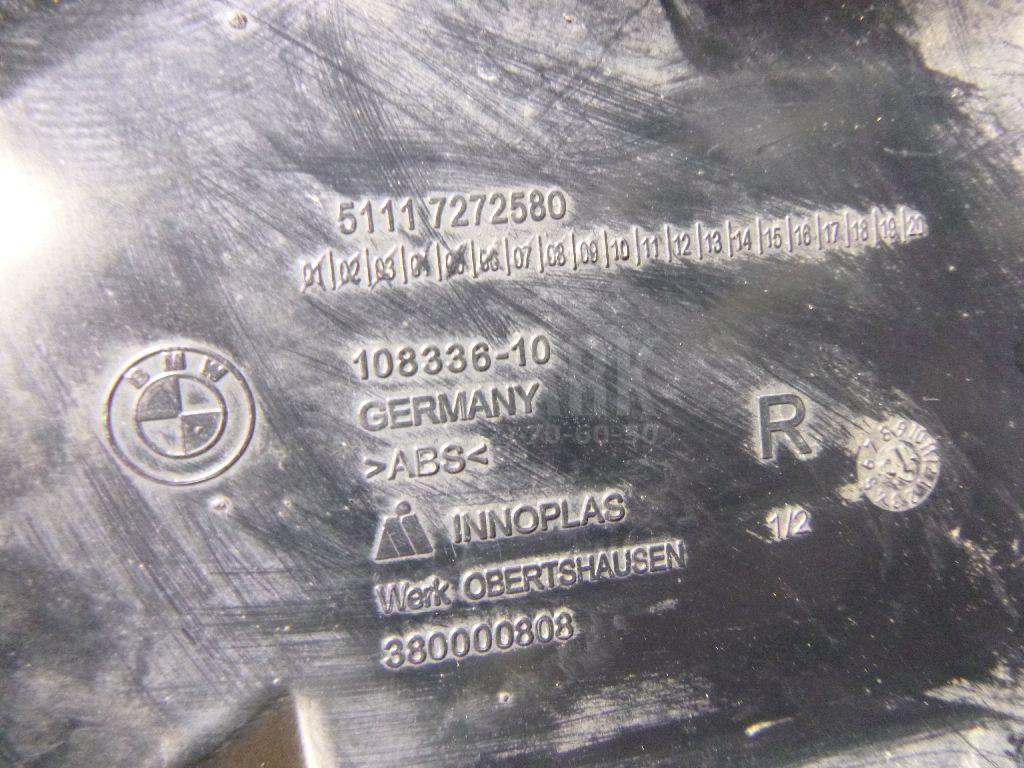 5111 7272580
01|02|03|04|05|06|07|08|09|10|11|12|13|14|15|16|17|18|19|20
BMW
108336-10
GERMANY
>ABS<
R
INNOPLAS
1/2
Werk OBERTSHAUSEN
380000808